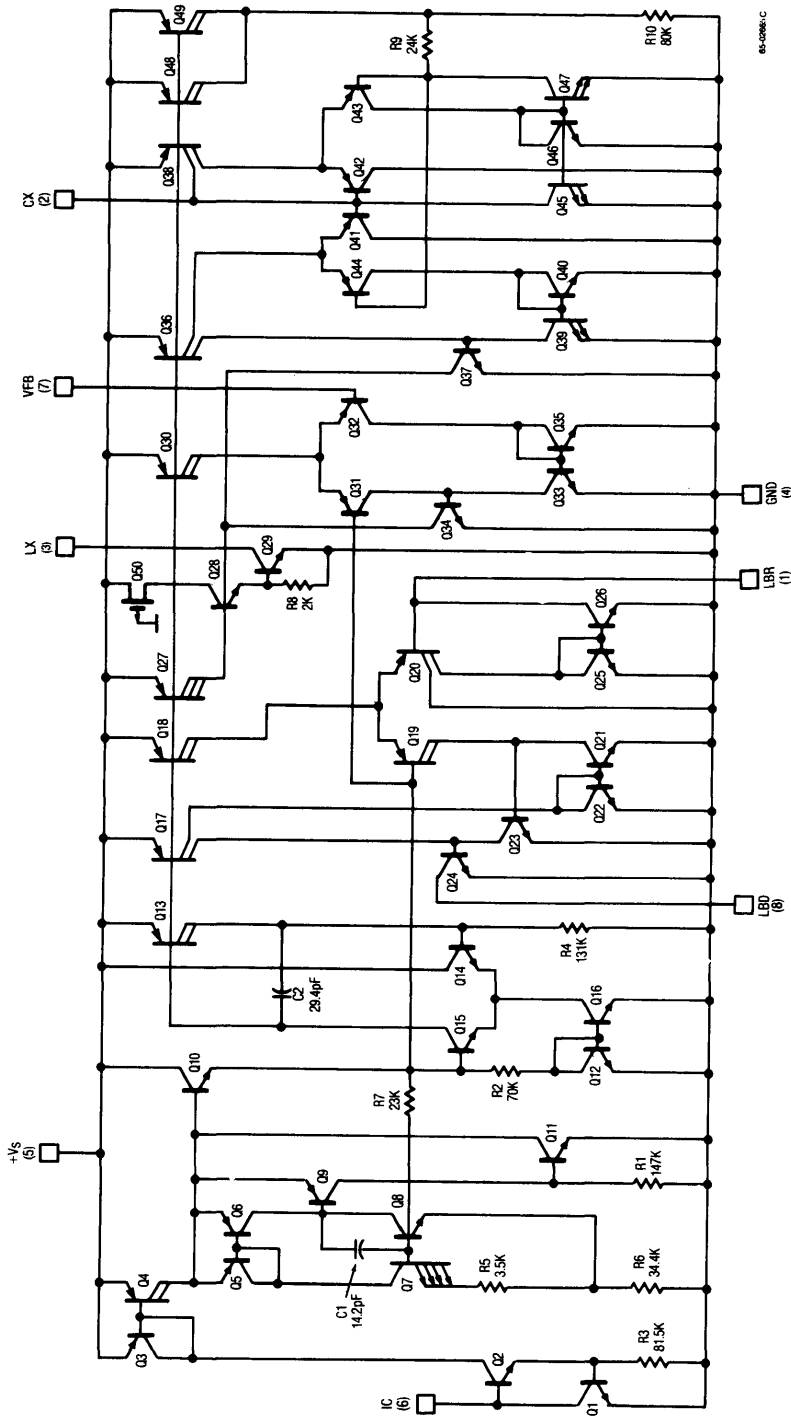 +VS
(5)
LX
(3)
VFB
(7)
CX
(2)
Q3
Q4
Q10
Q13
Q17
Q18
Q27
Q50
Q30
Q36
Q38
Q48
Q49
Q5
Q6
Q9
C1
14.2pF
Q7
Q8
R7
23K
C2
29.4pF
Q28
R8
2K
Q29
R9
24K
Q19
Q20
Q31
Q32
Q44
Q41
Q42
Q43
Q15
Q14
Q34
Q37
R5
3.5K
R6
34.4K
Q11
R1
147K
R2
70K
Q12
Q16
R4
131K
Q24
Q23
Q22
Q21
Q25
Q26
Q33
Q35
Q39
Q40
Q45
Q46
Q47
R10
80K
IC
(6)
Q2
Q1
R3
81.5K
LBD
(8)
LBR
(1)
GND
(4)